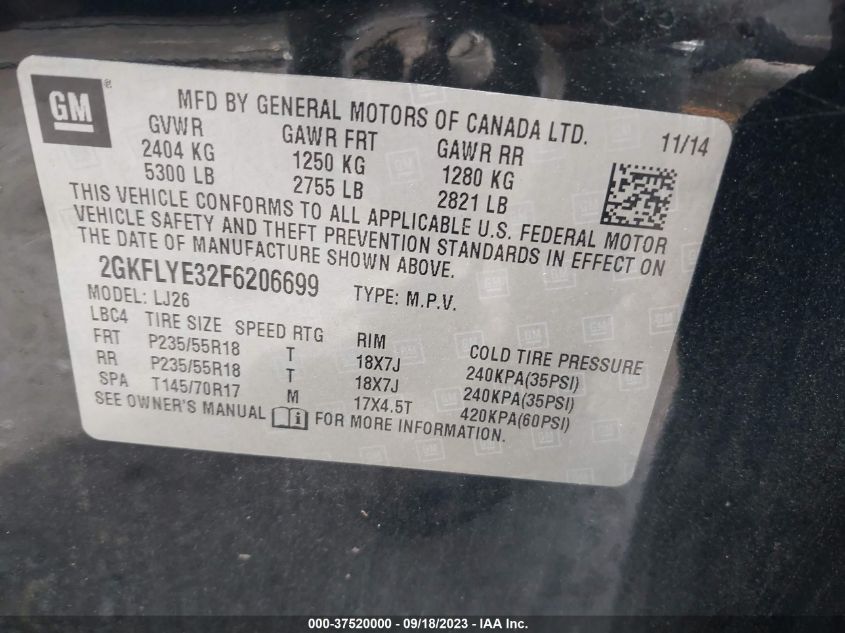 GM®
MFD BY GENERAL MOTORS OF CANADA LTD.
GVWR GAWR FRT GAWR RR 11/14
2404 KG 1250 KG 1280 KG
5300 LB 2755 LB 2821 LB
THIS VEHICLE CONFORMS TO ALL APPLICABLE U.S. FEDERAL MOTOR
VEHICLE SAFETY AND THEFT PREVENTION STANDARDS IN EFFECT ON
THE DATE OF MANUFACTURE SHOWN ABOVE.
2GKFLYE32F6206699 TYPE: M.P.V.
MODEL: LJ26
LBC4 TIRE SIZE SPEED RTG RIM COLD TIRE PRESSURE
FRT P235/55R18 T 18X7J 240KPA(35PSI)
RR P235/55R18 T 18X7J 240KPA(35PSI)
SPA T145/70R17 M 17X4.5T 420KPA(60PSI)
SEE OWNER'S MANUAL i FOR MORE INFORMATION.
000-37520000 - 09/18/2023 - IAA Inc.